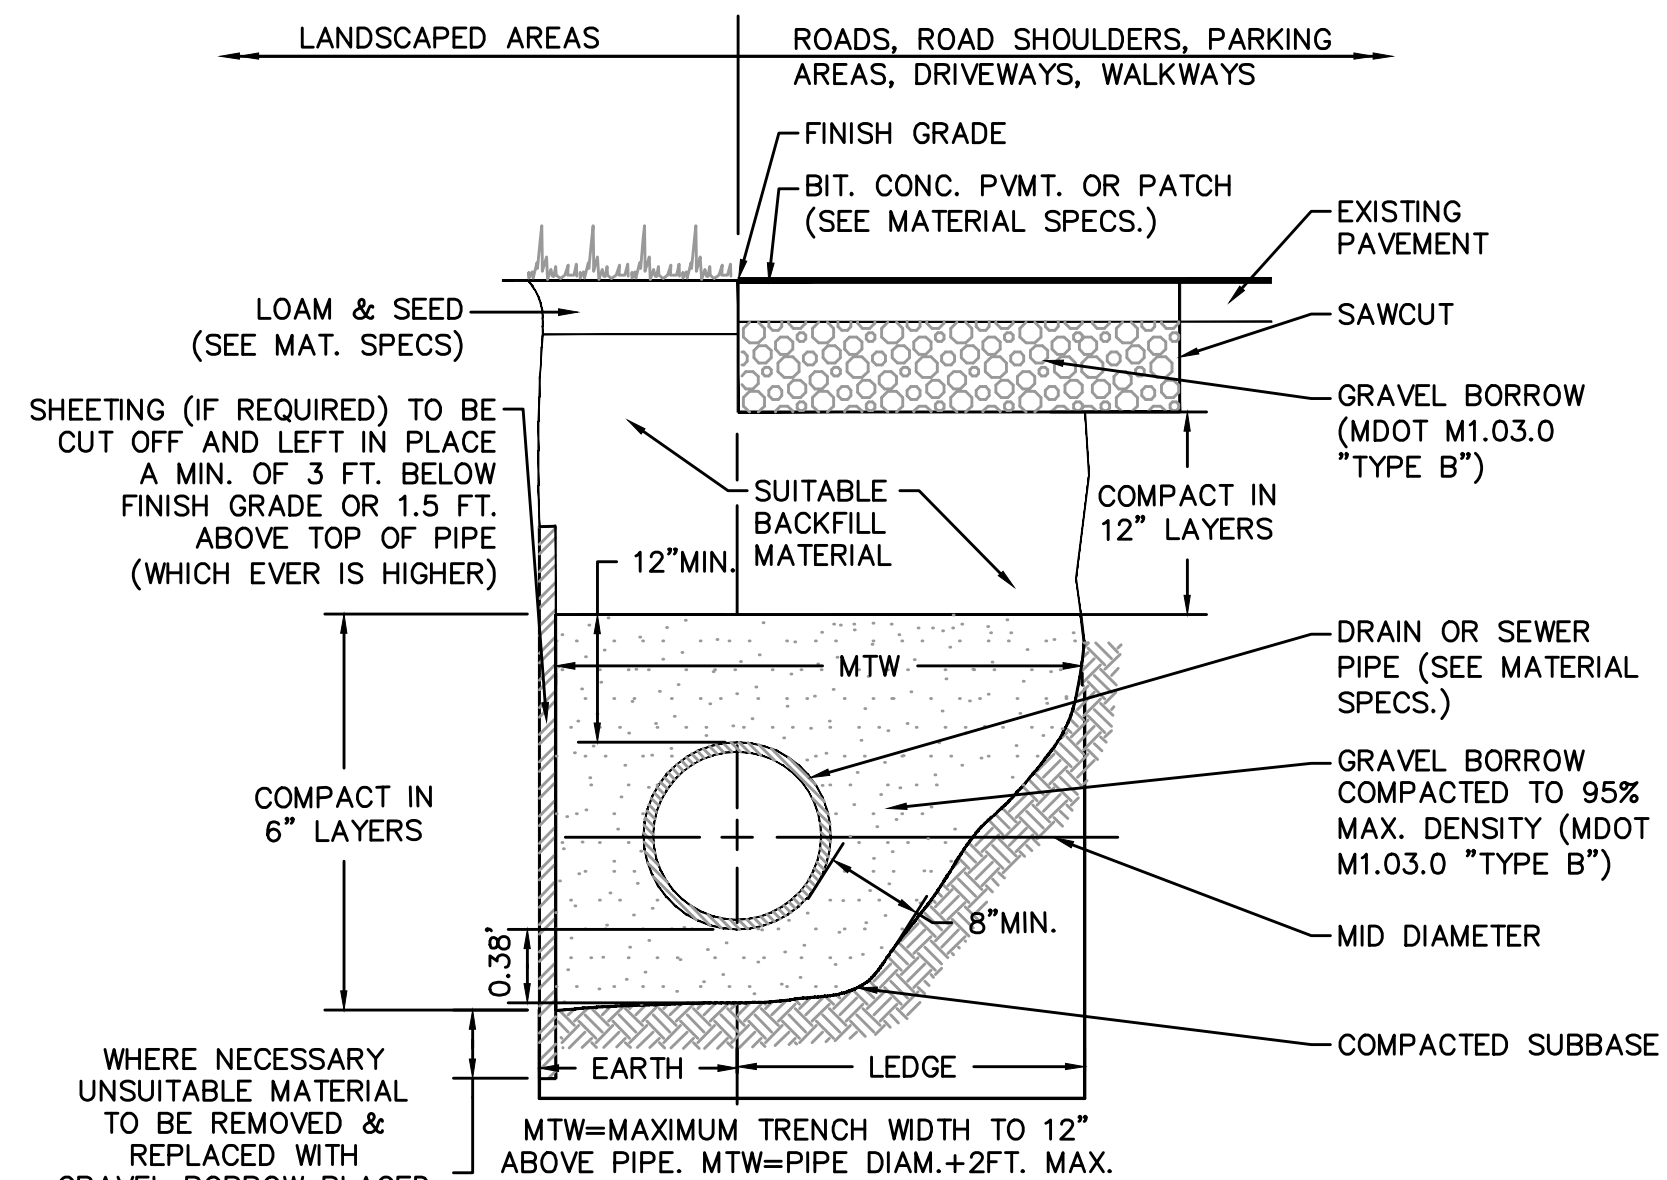 LANDSCAPED AREAS
ROADS, ROAD SHOULDERS, PARKING
AREAS, DRIVEWAYS, WALKWAYS
FINISH GRADE
BIT. CONC. PVMT. OR PATCH
(SEE MATERIAL SPECS.)
EXISTING
PAVEMENT
LOAM & SEED
(SEE MAT. SPECS)
SAWCUT
GRAVEL BORROW
(MDOT M1.03.0
"TYPE B")
SHEETING (IF REQUIRED) TO BE
CUT OFF AND LEFT IN PLACE
A MIN. OF 3 FT. BELOW
FINISH GRADE OR 1.5 FT.
ABOVE TOP OF PIPE
(WHICH EVER IS HIGHER)
SUITABLE
BACKFILL
MATERIAL
COMPACT IN
12" LAYERS
12"MIN.
MTW
DRAIN OR SEWER
PIPE (SEE MATERIAL
SPECS.)
GRAVEL BORROW
COMPACTED TO 95%
MAX. DENSITY (MDOT
M1.03.0 "TYPE B")
COMPACT IN
6" LAYERS
8"MIN.
MID DIAMETER
0.38'
COMPACTED SUBBASE
EARTH
LEDGE
WHERE NECESSARY
UNSUITABLE MATERIAL
TO BE REMOVED &
REPLACED WITH
GRAVEL BORROW PLACED
MTW=MAXIMUM TRENCH WIDTH TO 12"
ABOVE PIPE. MTW=PIPE DIAM.+2FT. MAX.